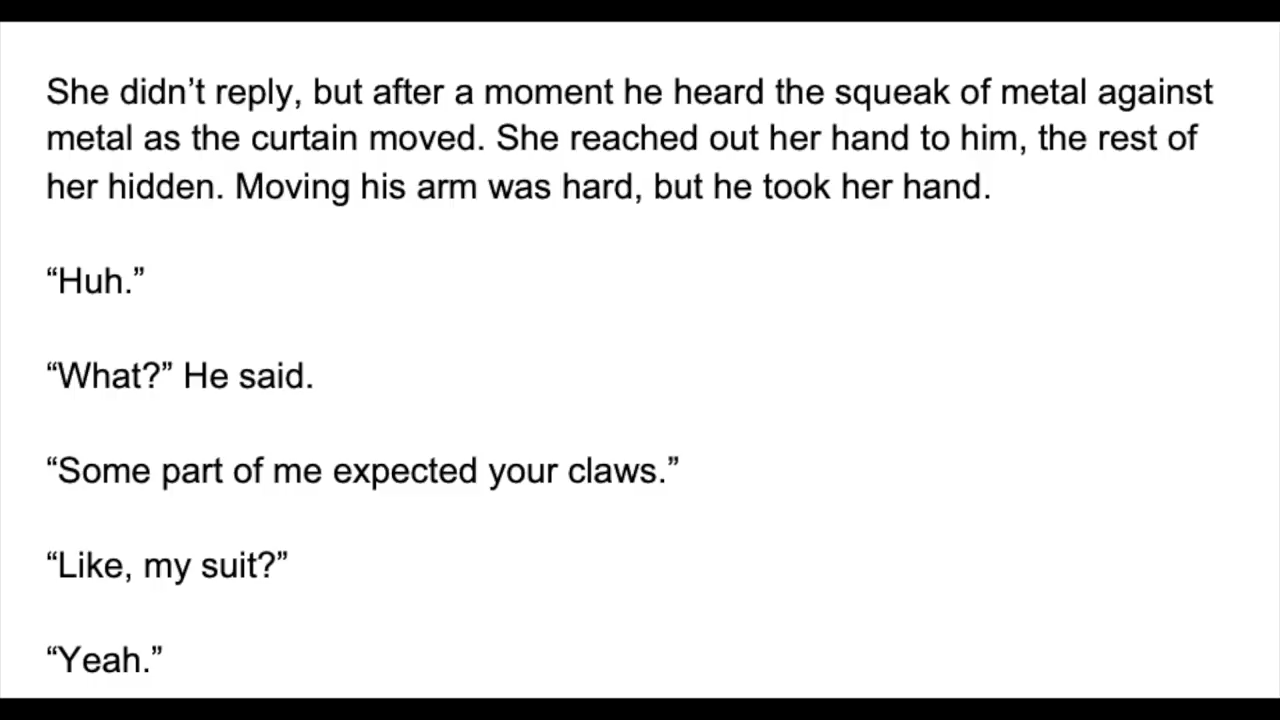 She didn’t reply, but after a moment he heard the squeak of metal against
metal as the curtain moved. She reached out her hand to him, the rest of
her hidden. Moving his arm was hard, but he took her hand.
“Huh.”
“What?” He said.
“Some part of me expected your claws.”
“Like, my suit?”
“Yeah.”